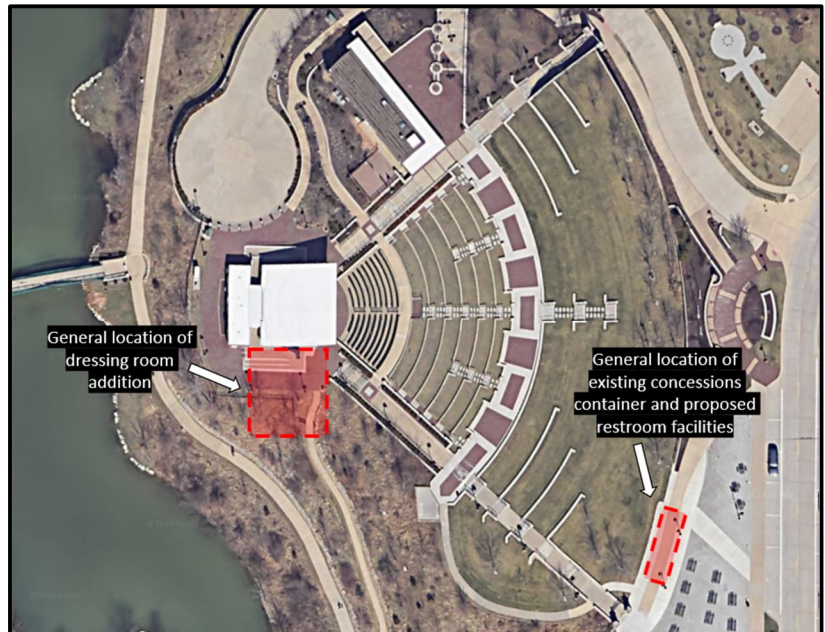 General location of
dressing room
addition
General location of
existing concessions
container and proposed
restroom facilities